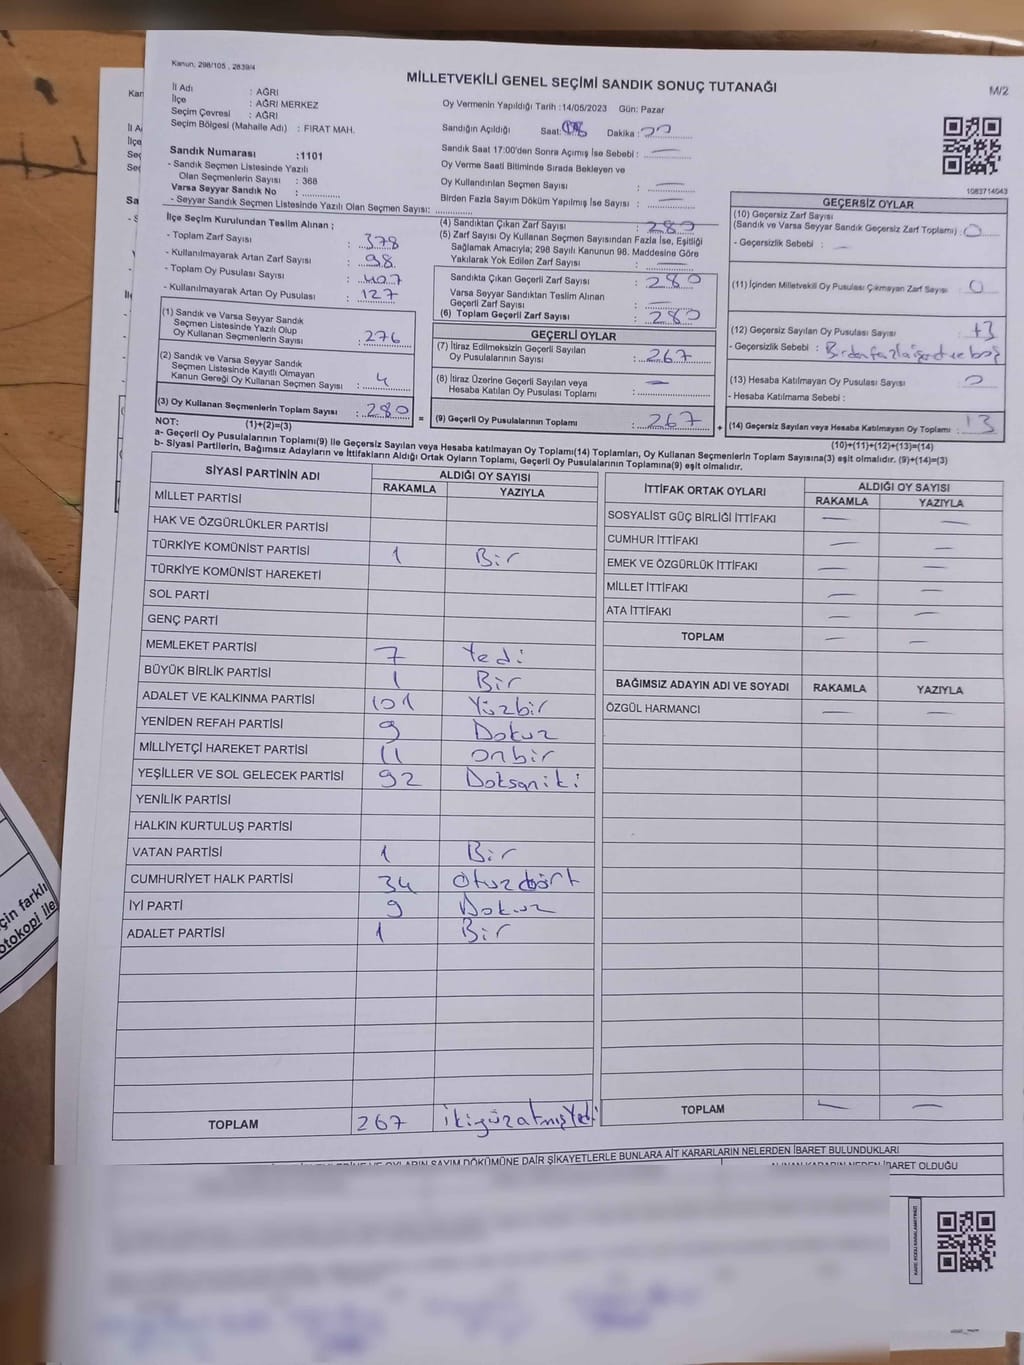 Kanun: 298/105 , 2839/4
MİLLETVEKİLİ GENEL SEÇİMİ SANDIK SONUÇ TUTANAĞI
M/2
İl Adı : AĞRI
İlçe : AĞRI MERKEZ
Seçim Çevresi : AĞRI
Seçim Bölgesi (Mahalle Adı) : FIRAT MAH.
Sandık Numarası :1101
- Sandık Seçmen Listesinde Yazılı
Olan Seçmenlerin Sayısı : 368
Varsa Seyyar Sandık No :
- Seyyar Sandık Seçmen Listesinde Yazılı Olan Seçmen Sayısı:
Oy Vermenin Yapıldığı Tarih :14/05/2023 Gün: Pazar
Sandığın Açıldığı Saat: Dakika :
Sandık Saat 17:00'den Sonra Açımış İse Sebebi : —
Oy Verme Saati Bitiminde Sırada Bekleyen ve
Oy Kullandırılan Seçmen Sayısı : —
Birden Fazla Sayım Döküm Yapılmış İse Sayısı : —
1083714043
İlçe Seçim Kurulundan Teslim Alınan ;
- Toplam Zarf Sayısı : 378
- Kullanılmayarak Artan Zarf Sayısı : 98
- Toplam Oy Pusulası Sayısı : 407
- Kullanılmayarak Artan Oy Pusulası : 127
(1) Sandık ve Varsa Seyyar Sandık
Seçmen Listesinde Yazılı Olup
Oy Kullanan Seçmenlerin Sayısı : 276
(2) Sandık ve Varsa Seyyar Sandık
Seçmen Listesinde Kayıtlı Olmayan
Kanun Gereği Oy Kullanan Seçmen Sayısı : 4
(3) Oy Kullanan Seçmenlerin Toplam Sayısı : 280
(1)+(2)=(3)
(4) Sandıktan Çıkan Zarf Sayısı : 280
(5) Zarf Sayısı Oy Kullanan Seçmen Sayısından Fazla İse, Eşitliği
Sağlamak Amacıyla; 298 Sayılı Kanunun 98. Maddesine Göre
Yakılarak Yok Edilen Zarf Sayısı : —
Sandıkta Çıkan Geçerli Zarf Sayısı : 280
Varsa Seyyar Sandıktan Teslim Alınan
Geçerli Zarf Sayısı : —
(6) Toplam Geçerli Zarf Sayısı : 280
GEÇERLİ OYLAR
(7) İtiraz Edilmeksizin Geçerli Sayılan
Oy Pusulalarının Sayısı : 267
(8) İtiraz Üzerine Geçerli Sayılan veya
Hesaba Katılan Oy Pusulası Toplamı : —
= (9) Geçerli Oy Pusulalarının Toplamı : 267 +
GEÇERSİZ OYLAR
(10) Geçersiz Zarf Sayısı
(Sandık ve Varsa Seyyar Sandık Geçersiz Zarf Toplamı) : 0
- Geçersizlik Sebebi : —
(11) İçinden Milletvekil Oy Pusulası Çıkmayan Zarf Sayısı : 0
(12) Geçersiz Sayılan Oy Pusulası Sayısı : 13
- Geçersizlik Sebebi : Birden fazla
(13) Hesaba Katılmayan Oy Pusulası Sayısı : 0
- Hesaba Katılmama Sebebi :
(14) Geçersiz Sayılan veya Hesaba Katılmayan Oy Toplamı : 13
(10)+(11)+(12)+(13)=(14)
NOT:
a- Geçerli Oy Pusulalarının Toplamı(9) ile Geçersiz Sayılan veya Hesaba katılmayan Oy Toplamı(14) Toplamları, Oy Kullanan Seçmenlerin Toplam Sayısına(3) eşit olmalıdır. (9)+(14)=(3)
b- Siyasi Partilerin, Bağımsız Adayların ve İttifakların Aldığı Ortak Oyların Toplamı, Geçerli Oy Pusulalarının Toplamına(9) eşit olmalıdır.
SİYASİ PARTİNİN ADI ALDIĞI OY SAYISI
RAKAMLA YAZIYLA
MİLLET PARTİSİ
HAK VE ÖZGÜRLÜKLER PARTİSİ
TÜRKİYE KOMÜNİST PARTİSİ 1 Bir
TÜRKİYE KOMÜNİST HAREKETİ
SOL PARTİ
GENÇ PARTİ
MEMLEKET PARTİSİ 7 Yedi
BÜYÜK BİRLİK PARTİSİ 1 Bir
ADALET VE KALKINMA PARTİSİ 101 Yüzbir
YENİDEN REFAH PARTİSİ 9 Dokuz
MİLLİYETÇİ HAREKET PARTİSİ 11 onbir
YEŞİLLER VE SOL GELECEK PARTİSİ 92 Doksaniki
YENİLİK PARTİSİ
HALKIN KURTULUŞ PARTİSİ
VATAN PARTİSİ 1 Bir
CUMHURİYET HALK PARTİSİ 34 Otuzdört
İYİ PARTİ 9 Dokuz
ADALET PARTİSİ 1 Bir
TOPLAM 267 İkiyüzatmışYedi
İTTİFAK ORTAK OYLARI ALDIĞI OY SAYISI
RAKAMLA YAZIYLA
SOSYALİST GÜÇ BİRLİĞİ İTTİFAKI — —
CUMHUR İTTİFAKI — —
EMEK VE ÖZGÜRLÜK İTTİFAKI — —
MİLLET İTTİFAKI — —
ATA İTTİFAKI — —
TOPLAM — —
BAĞIMSIZ ADAYIN ADI VE SOYADI RAKAMLA YAZIYLA
ÖZGÜL HARMANCI — —
TOPLAM — —
OYLARIN SAYIM DÖKÜMÜNE DAİR ŞİKAYETLERLE BUNLARA AİT KARARLARIN NELERDEN İBARET BULUNDUKLARI
İBARET OLDUĞU
çin farklı
otokopi ile